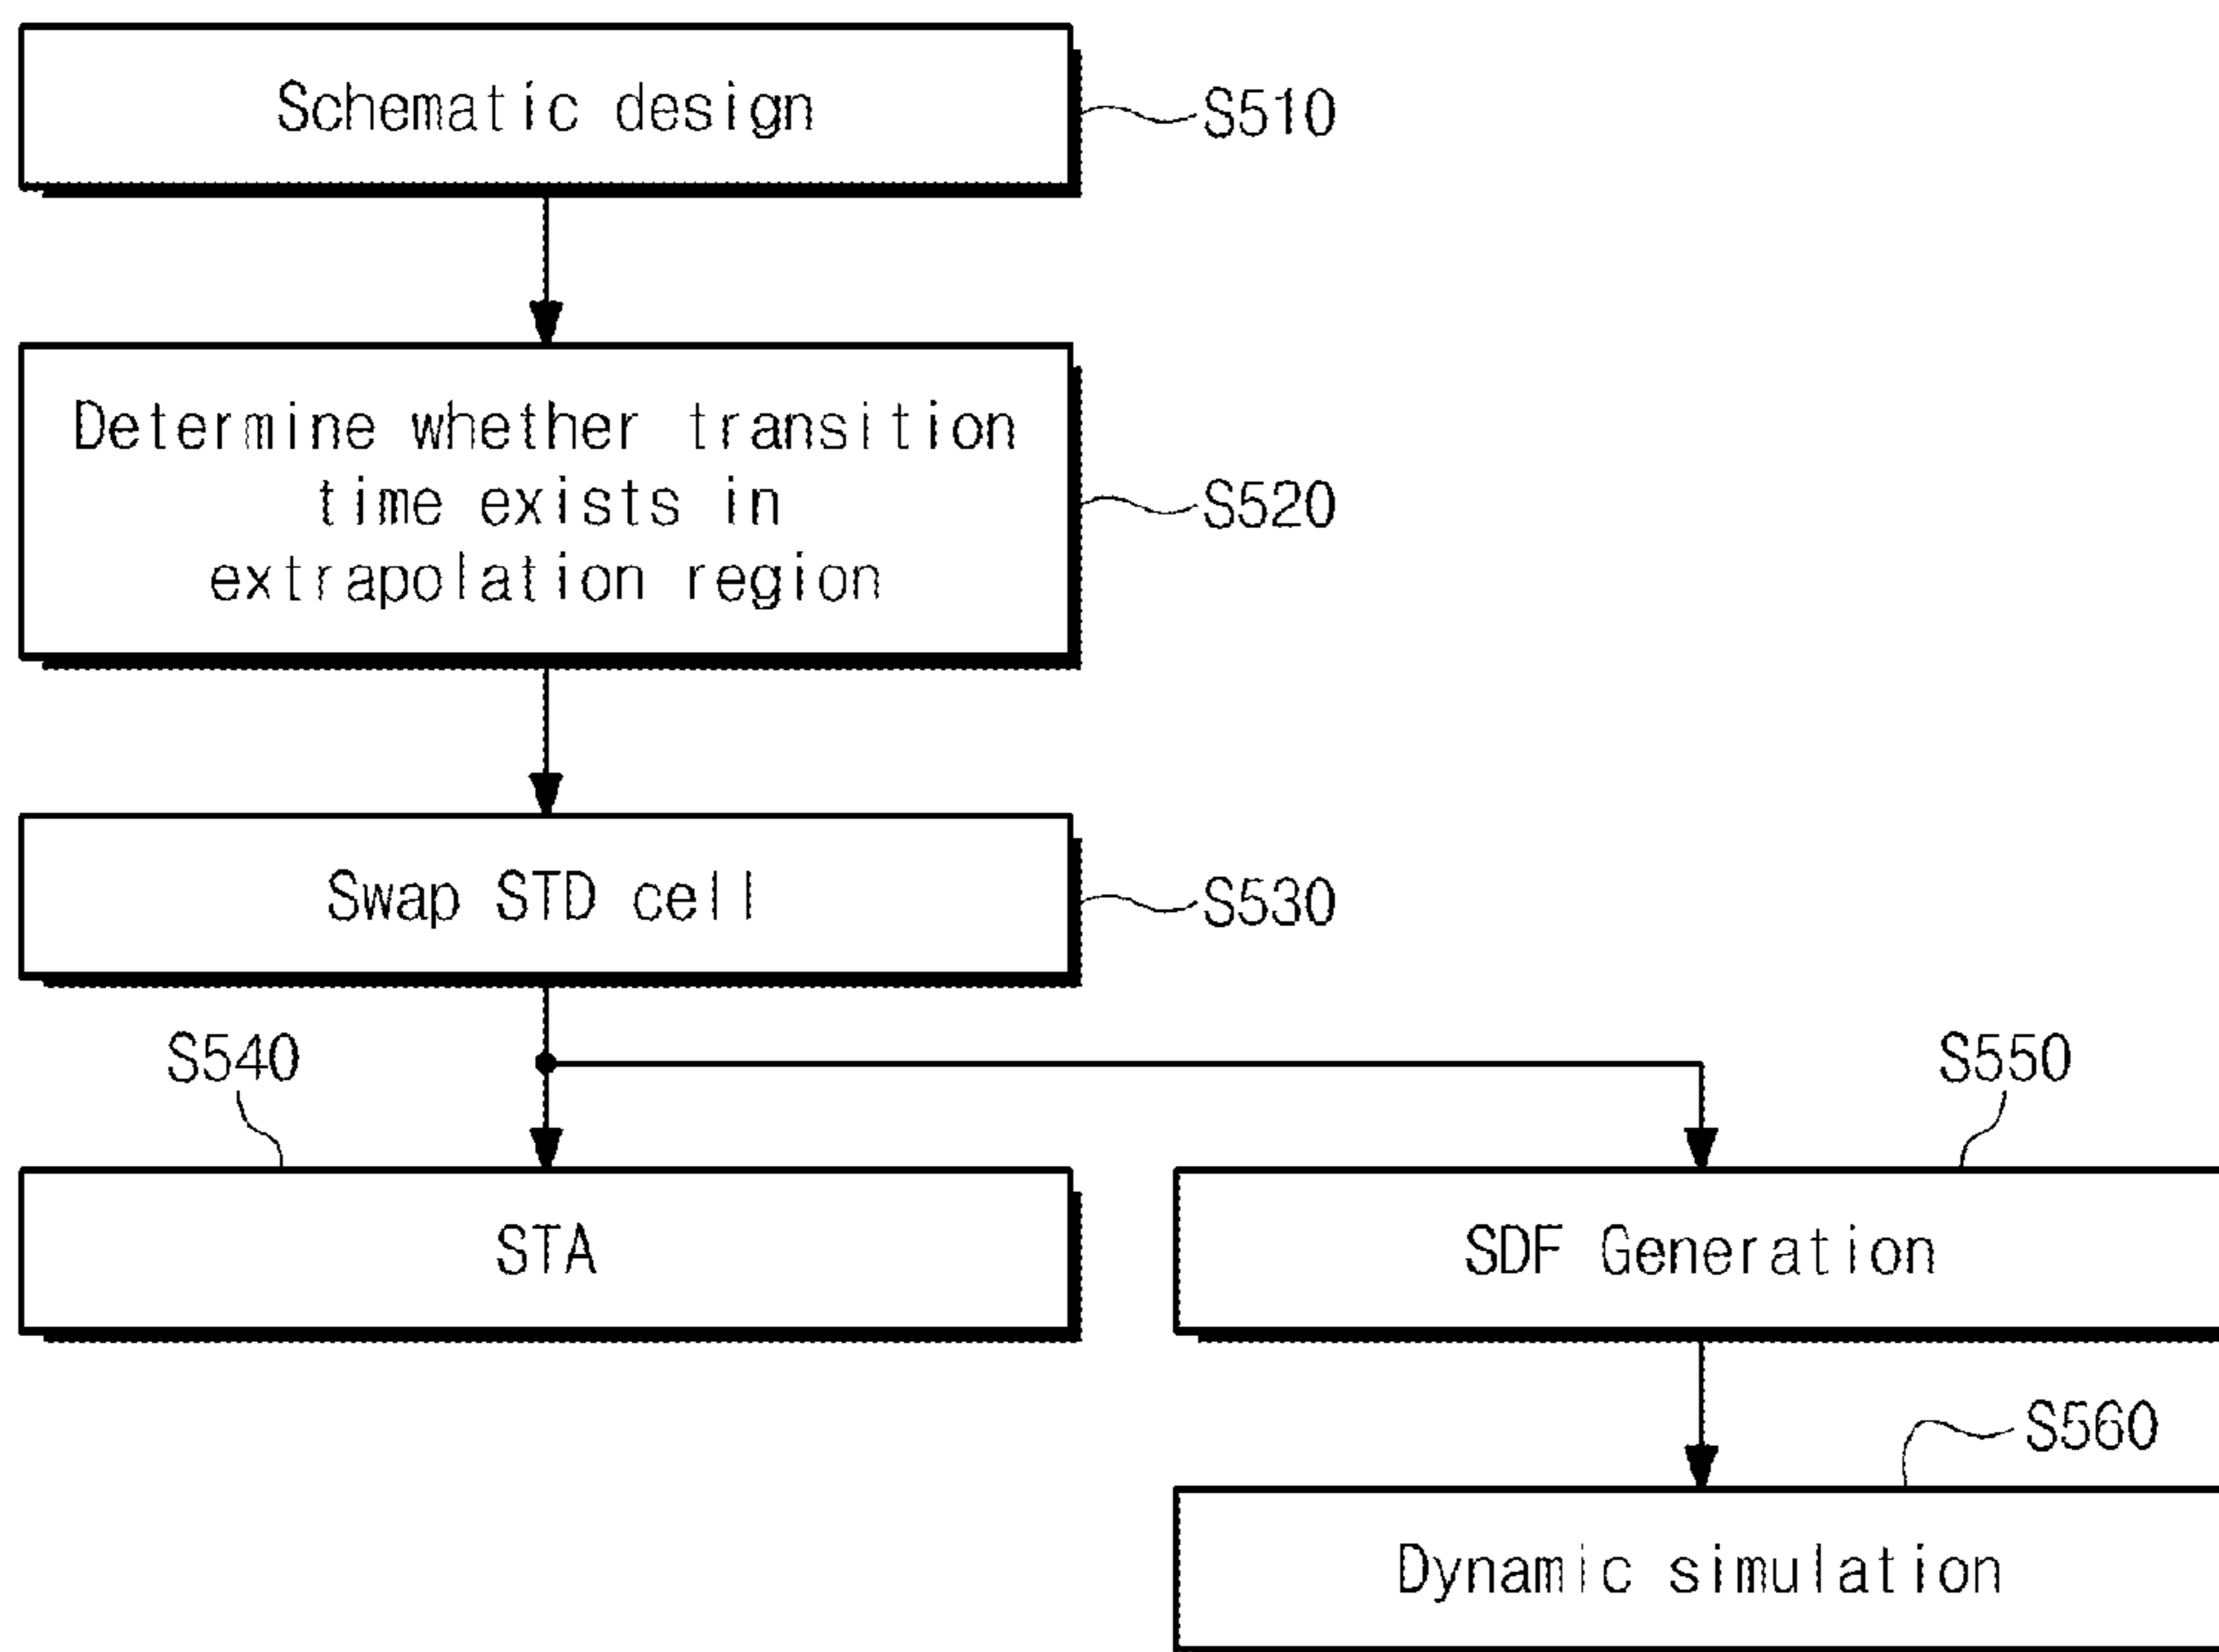 Schematic design
S510
Determine whether transition
time exists in
extrapolation region
S520
Swap STD cell
S530
S540
S550
STA
SDF Generation
S560
Dynamic simulation